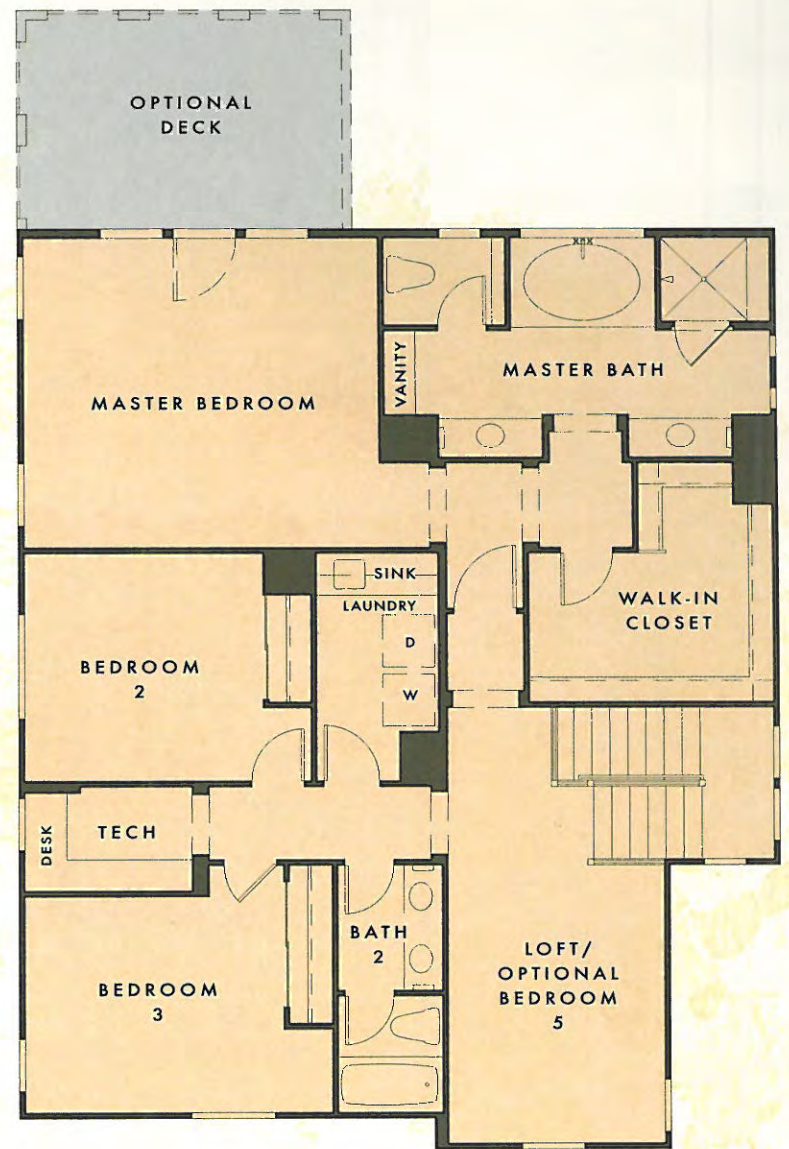 OPTIONAL
DECK
MASTER BEDROOM
VANITY
MASTER BATH
SINK
LAUNDRY
D
W
WALK-IN
CLOSET
BEDROOM
2
DESK
TECH
BATH
2
BEDROOM
3
LOFT/
OPTIONAL
BEDROOM
5